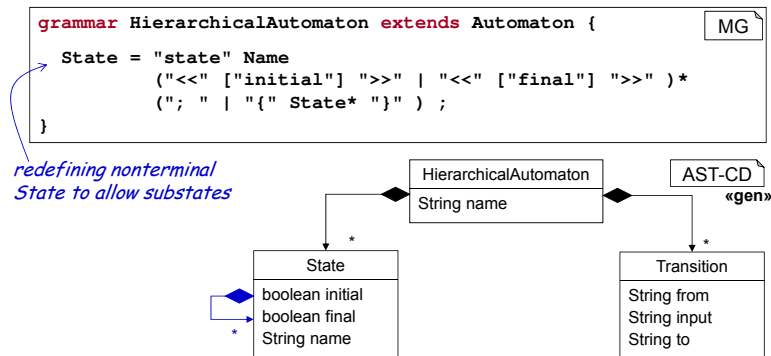 grammar HierarchicalAutomaton extends Automaton {
MG
State = "state" Name
("<<" ["initial"] ">>" | "<<" ["final"] ">>" )*
("; " | "{" State* "}" ) ;
}
redefining nonterminal
State to allow substates
HierarchicalAutomaton
String name
AST-CD
«gen»
*
*
State
boolean initial
boolean final
String name
*
Transition
String from
String input
String to